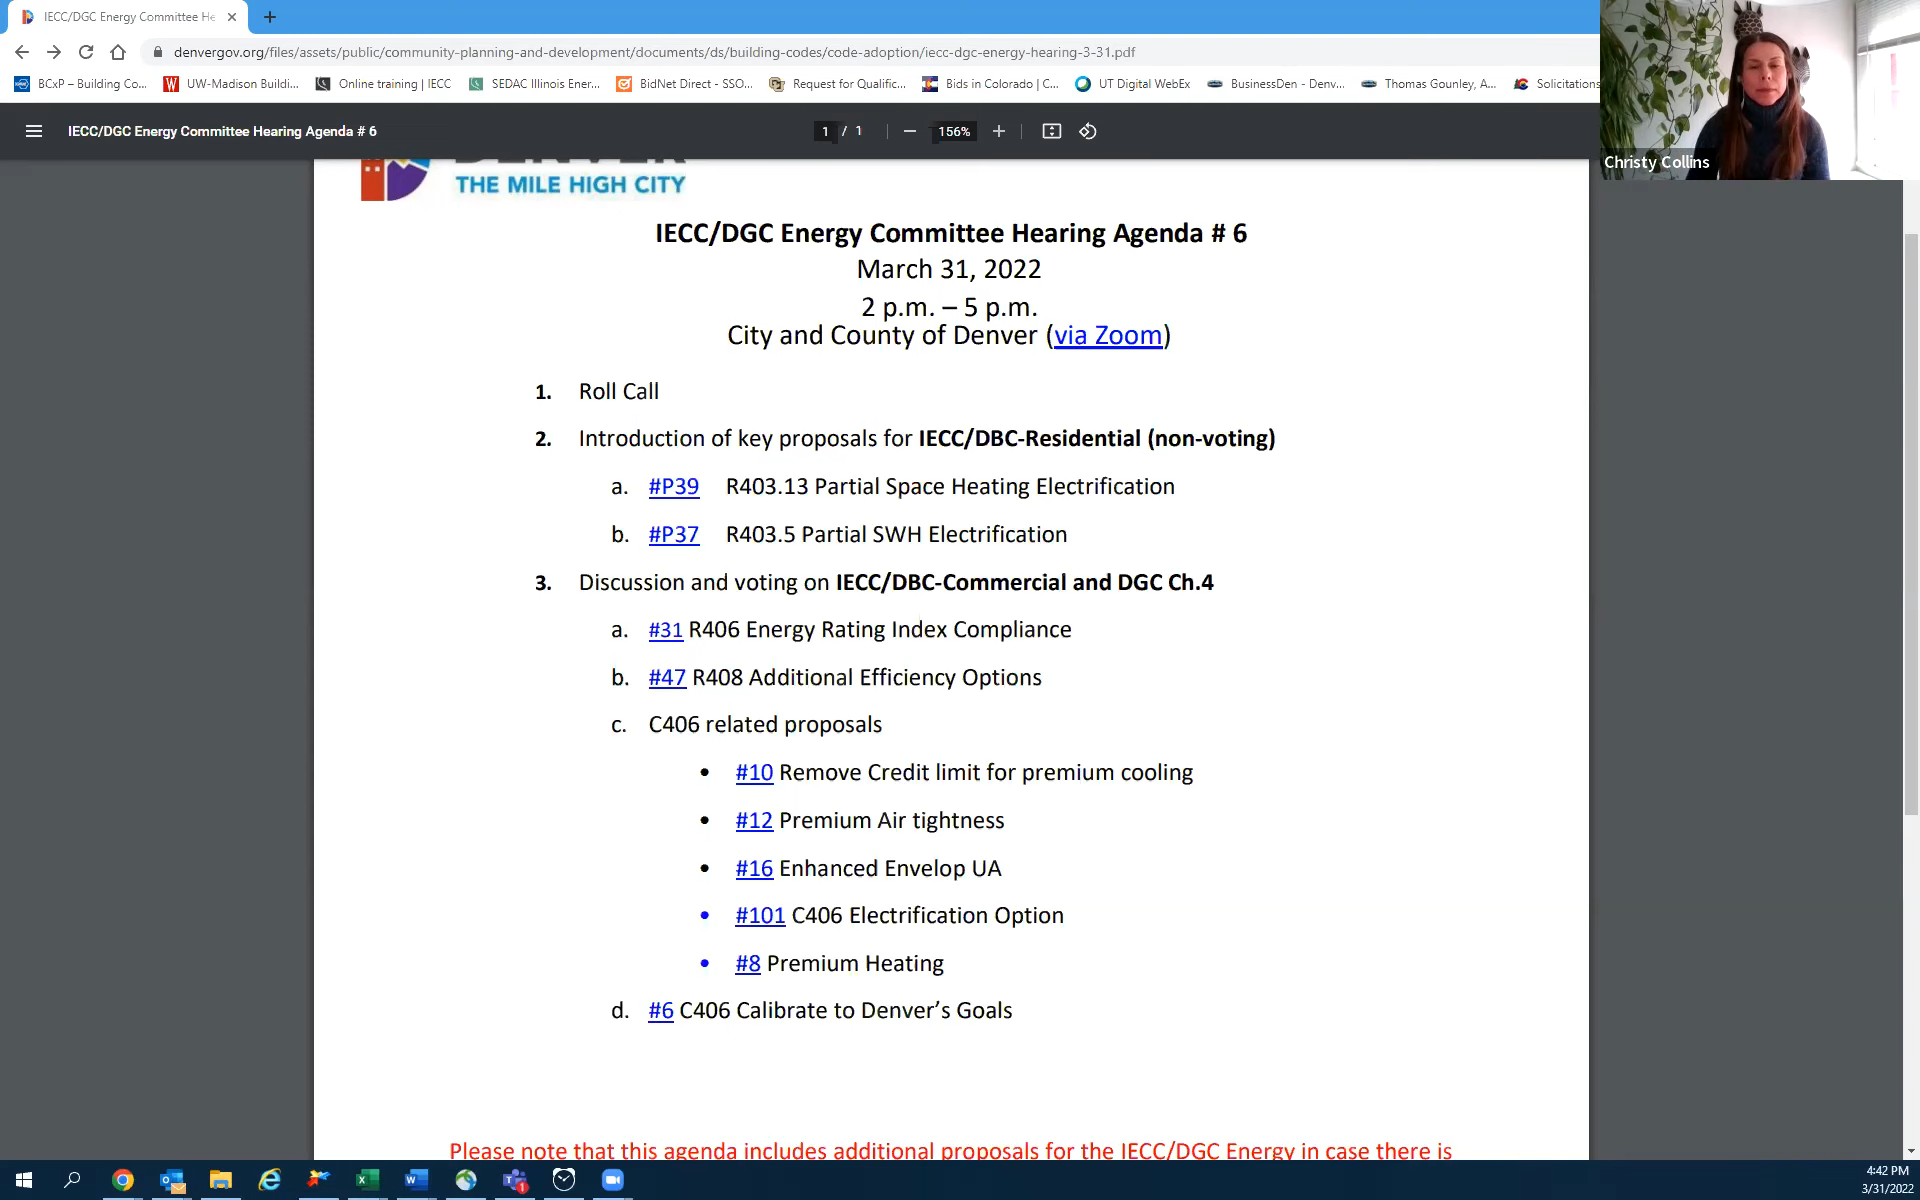 IECC/DGC Energy Committee He
denvergov.org/files/assets/public/community-planning-and-development/documents/ds/building-codes/code-adoption/iecc-dgc-energy-hearing-3-31.pdf
BCxP – Building Co... UW-Madison Buildi... Online training | IECC SEDAC Illinois Ener... BidNet Direct - SSO... Request for Qualific... Bids in Colorado | C... UT Digital WebEx BusinessDen - Denv... Thomas Gounley, A... Solicitations
IECC/DGC Energy Committee Hearing Agenda # 6 1 / 1 156%
Christy Collins
DENVER
THE MILE HIGH CITY
IECC/DGC Energy Committee Hearing Agenda # 6
March 31, 2022
2 p.m. – 5 p.m.
City and County of Denver (via Zoom)
1. Roll Call
2. Introduction of key proposals for IECC/DBC-Residential (non-voting)
a. #P39 R403.13 Partial Space Heating Electrification
b. #P37 R403.5 Partial SWH Electrification
3. Discussion and voting on IECC/DBC-Commercial and DGC Ch.4
a. #31 R406 Energy Rating Index Compliance
b. #47 R408 Additional Efficiency Options
c. C406 related proposals
• #10 Remove Credit limit for premium cooling
• #12 Premium Air tightness
• #16 Enhanced Envelop UA
• #101 C406 Electrification Option
• #8 Premium Heating
d. #6 C406 Calibrate to Denver’s Goals
Please note that this agenda includes additional proposals for the IECC/DGC Energy in case there is
4:42 PM
3/31/2022